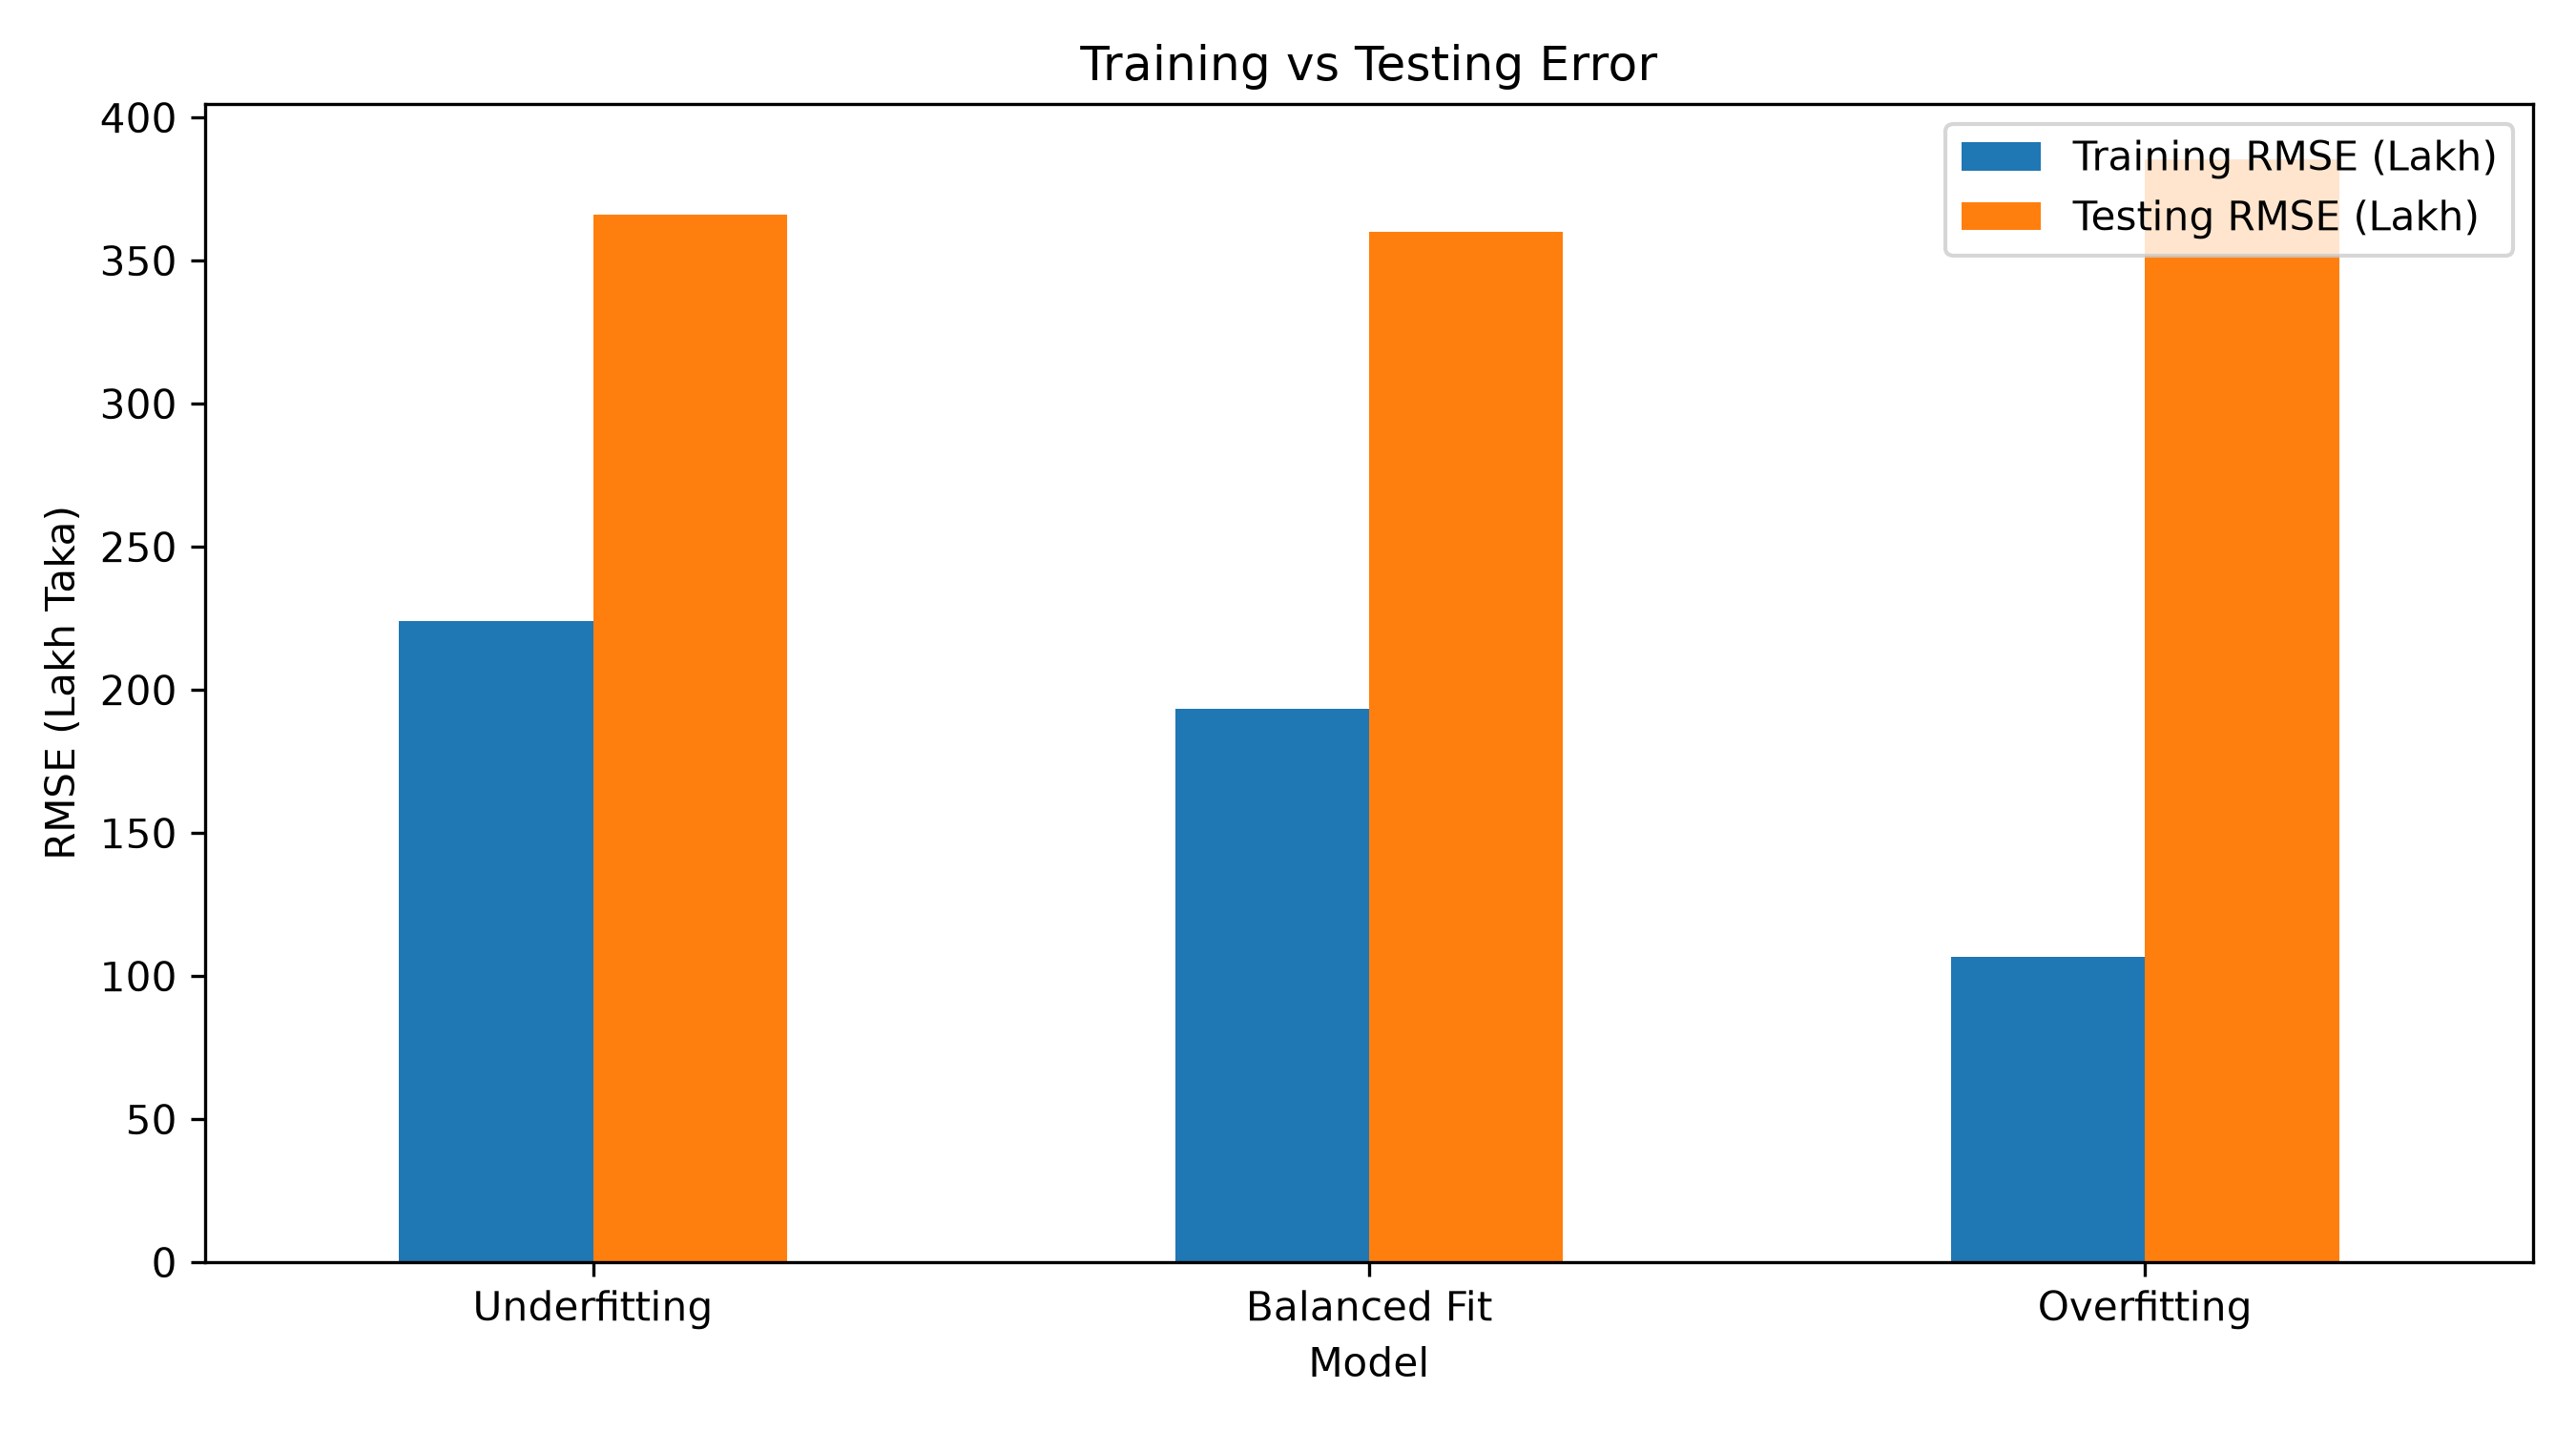 Training vs Testing Error
Training RMSE (Lakh)
Testing RMSE (Lakh)
RMSE (Lakh Taka)
400
350
300
250
200
150
100
50
0
Underfitting
Balanced Fit
Overfitting
Model